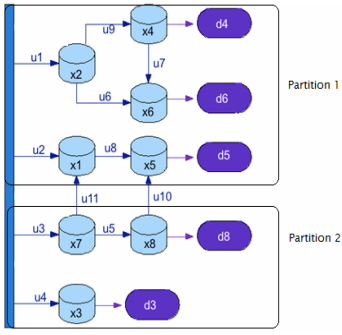 u9
x4
d4
u1
x2
u7
Partition 1
u6
x6
d6
u2
u8
x1
x5
d5
u11
u10
u3
u5
x7
x8
d8
Partition 2
u4
x3
d3